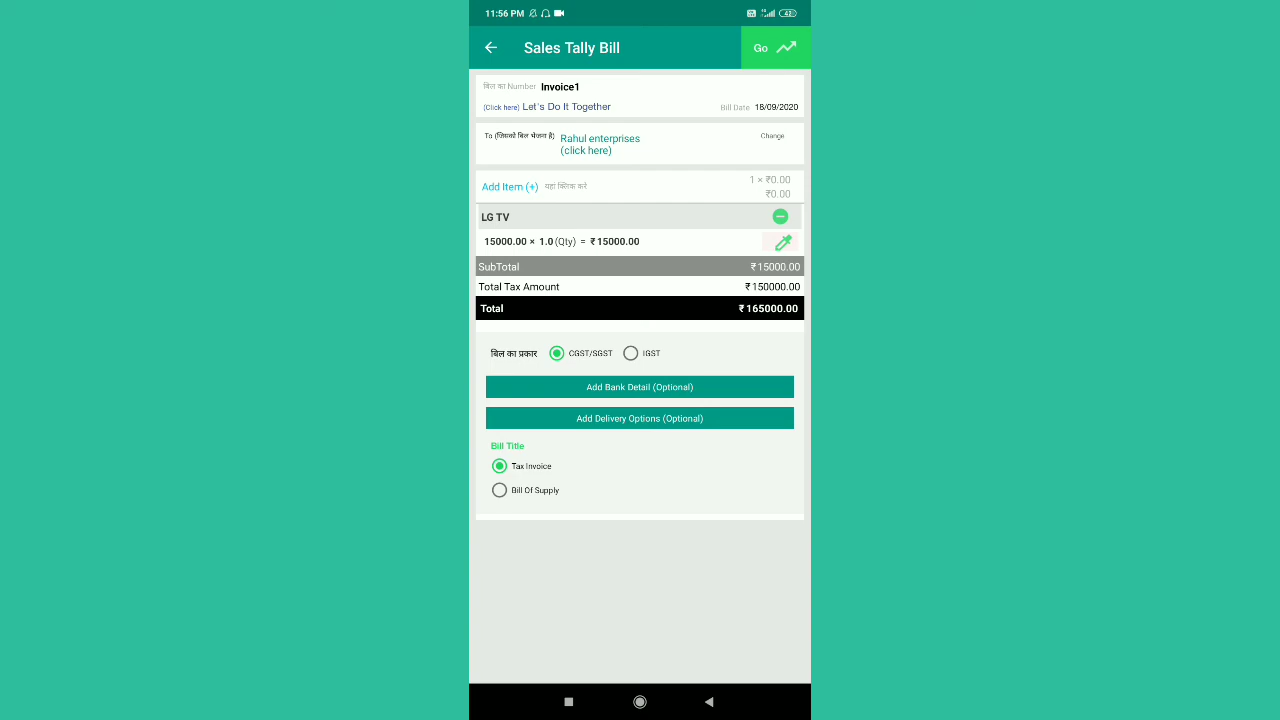 11:56 PM 42
Sales Tally Bill Go
बिल का Number Invoice1
(Click here) Let's Do It Together Bill Date 18/09/2020
To (जिसको बिल भेजना है) Rahul enterprises Change
(click here)
Add Item (+) यहां क्लिक करे 1 × ₹0.00
₹0.00
LG TV
15000.00 × 1.0 (Qty) = ₹ 15000.00
SubTotal ₹ 15000.00
Total Tax Amount ₹ 150000.00
Total ₹ 165000.00
बिल का प्रकार CGST/SGST IGST
Add Bank Detail (Optional)
Add Delivery Options (Optional)
Bill Title
Tax Invoice
Bill Of Supply